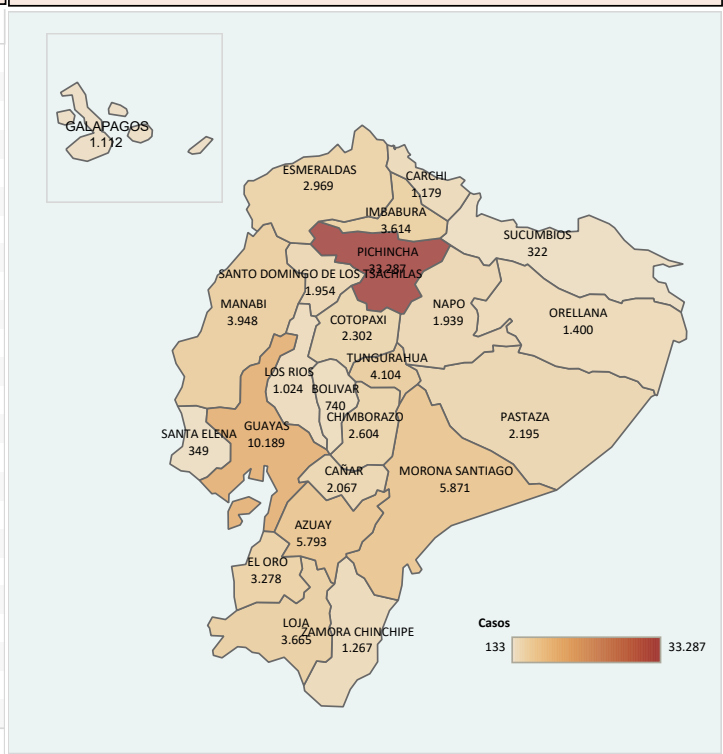 GALAPAGOS
1.112
ESMERALDAS
2.969
CARCHI
1.179
IMBABURA
3.614
SUCUMBIOS
322
PICHINCHA
33.287
SANTO DOMINGO DE LOS TSACHILAS
1.954
MANABI
3.948
NAPO
1.939
ORELLANA
1.400
COTOPAXI
2.302
TUNGURAHUA
4.104
LOS RIOS
1.024
BOLIVAR
740
CHIMBORAZO
2.604
PASTAZA
2.195
SANTA ELENA
349
GUAYAS
10.189
CAÑAR
2.067
MORONA SANTIAGO
5.871
AZUAY
5.793
EL ORO
3.278
LOJA
3.665
ZAMORA CHINCHIPE
1.267
Casos
133
33.287